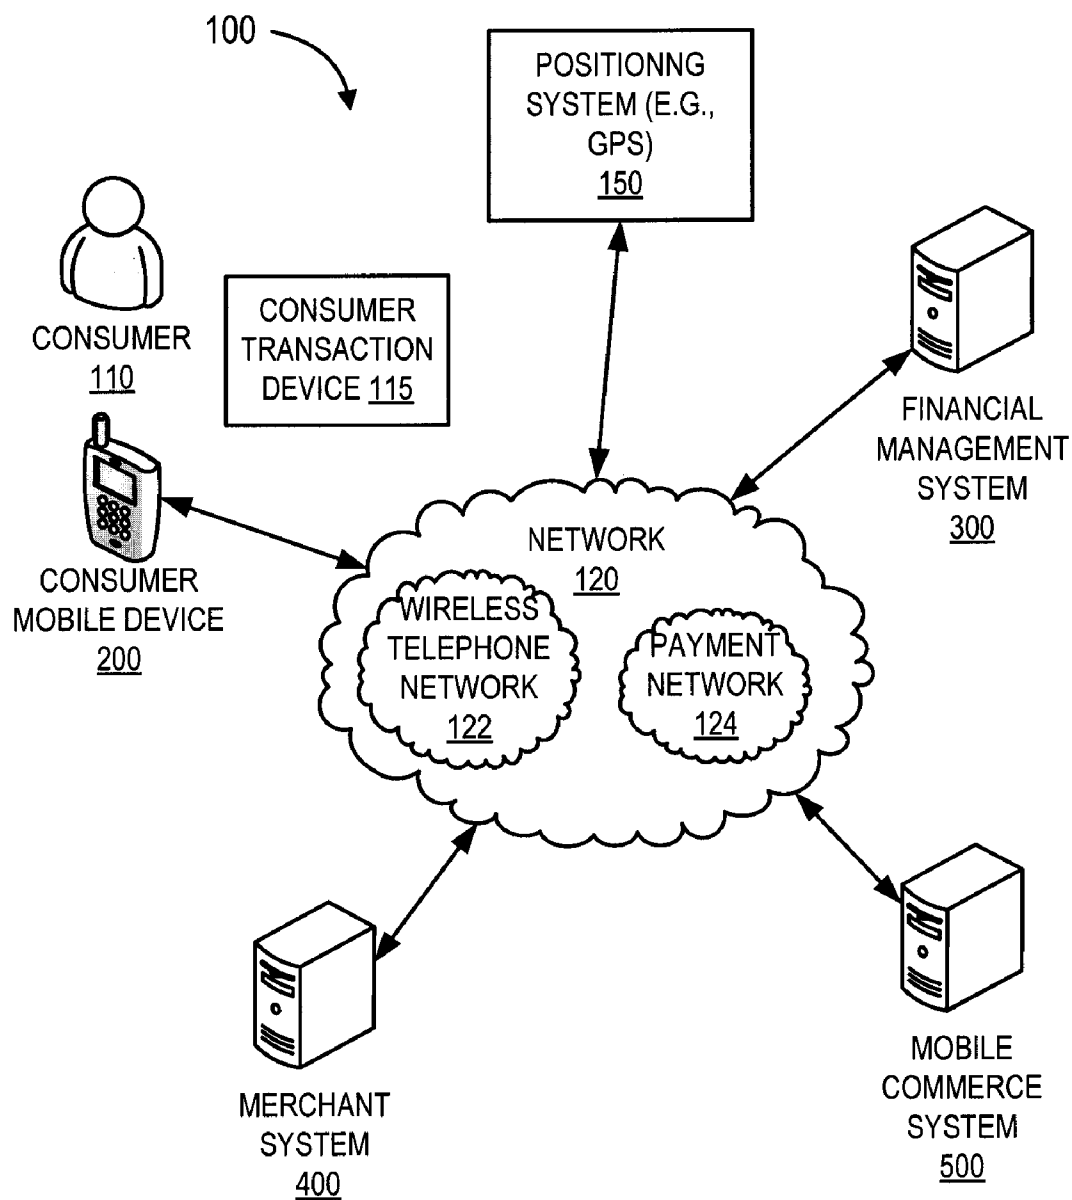 100
POSITIONNG
SYSTEM (E.G.,
GPS)
150
CONSUMER
110
CONSUMER
TRANSACTION
DEVICE 115
FINANCIAL
MANAGEMENT
SYSTEM
300
CONSUMER
MOBILE DEVICE
200
NETWORK
120
WIRELESS
TELEPHONE
NETWORK
122
PAYMENT
NETWORK
124
MERCHANT
SYSTEM
400
MOBILE
COMMERCE
SYSTEM
500